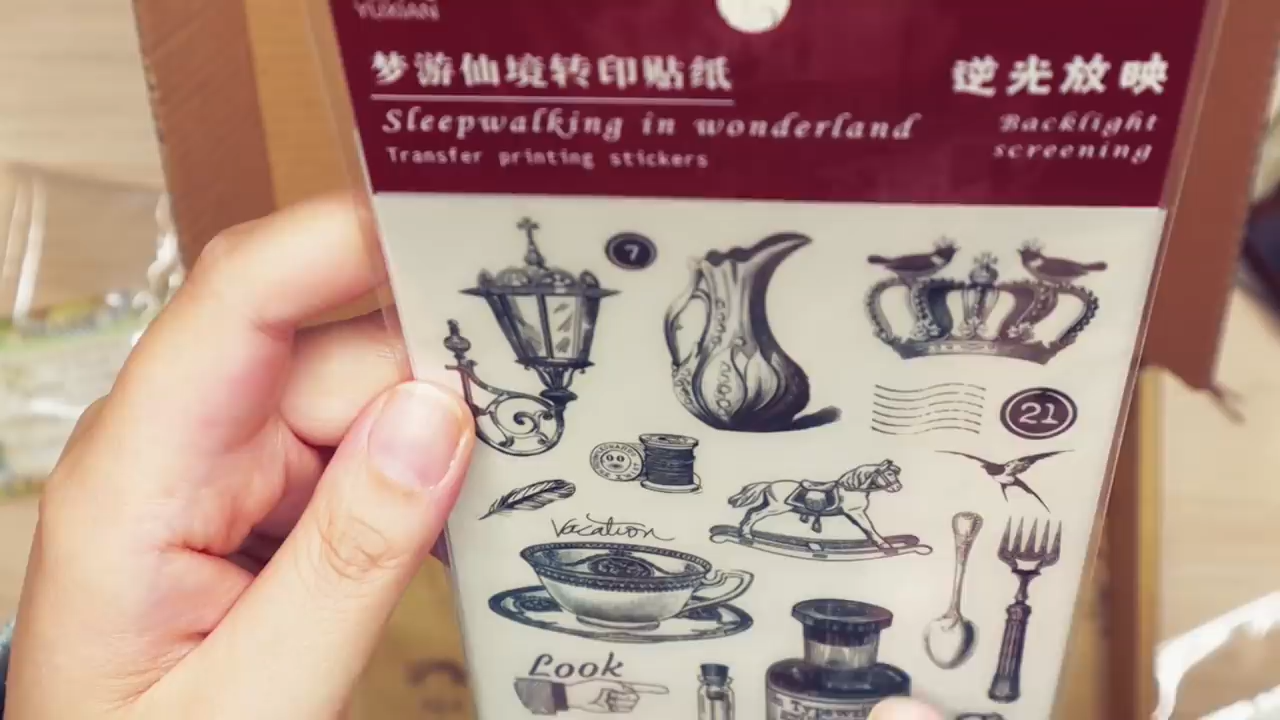 YUXIAN
梦游仙境转印贴纸
Sleepwalking in wonderland
Transfer printing stickers
逆光放映
Backlight
screening
7
21
Vacation
Look